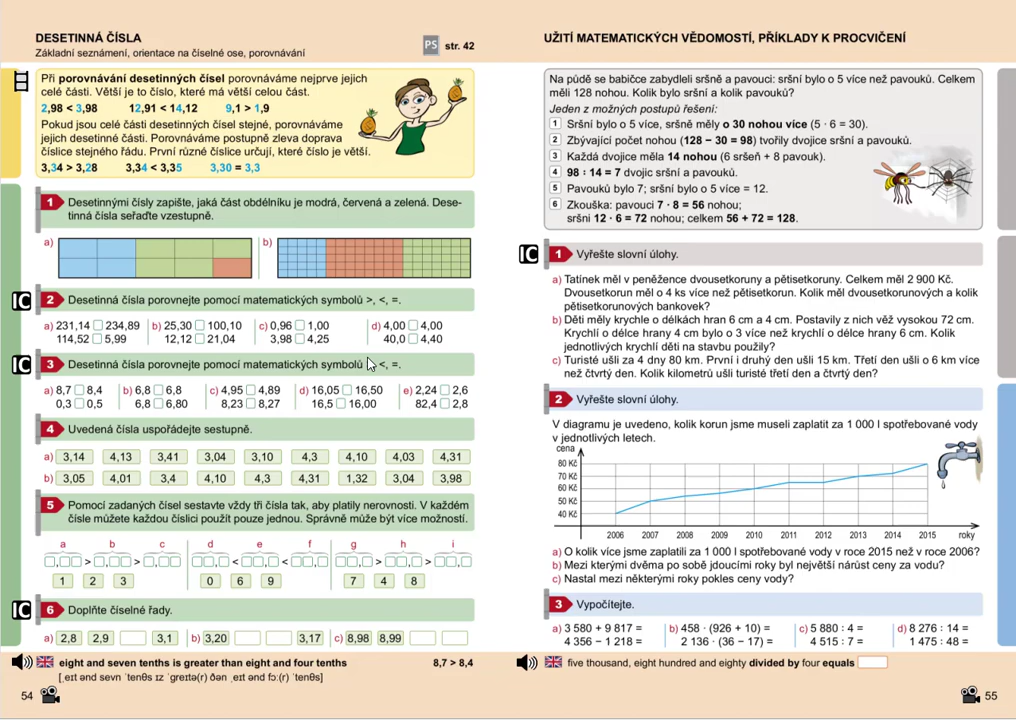 DESETINNÁ ČÍSLA
Základní seznámení, orientace na číselné ose, porovnávání
PS str. 42
Při porovnávání desetinných čísel porovnáváme nejprve jejich
celé části. Větší je to číslo, které má větší celou část.
2,98 < 3,98 12,91 < 14,12 9,1 > 1,9
Pokud jsou celé části desetinných čísel stejné, porovnáváme
jejich desetinné části. Porovnáváme postupně zleva doprava
číslice stejného řádu. První různé číslice určují, které číslo je větší.
3,34 > 3,28 3,34 < 3,35 3,30 = 3,3
1 Desetinnými čísly zapište, jaká část obdélníku je modrá, červená a zelená. Dese-
tinná čísla seřaďte vzestupně.
a) b)
IC 2 Desetinná čísla porovnejte pomocí matematických symbolů >, <, =.
a) 231,14 □ 234,89 b) 25,30 □ 100,10 c) 0,96 □ 1,00 d) 4,00 □ 4,00
114,52 □ 5,99 12,12 □ 21,04 3,98 □ 4,25 40,0 □ 4,40
IC 3 Desetinná čísla porovnejte pomocí matematických symbolů <, =.
a) 8,7 □ 8,4 b) 6,8 □ 6,8 c) 4,95 □ 4,89 d) 16,05 □ 16,50 e) 2,24 □ 2,6
0,3 □ 0,5 6,8 □ 6,80 8,23 □ 8,27 16,5 □ 16,00 82,4 □ 2,8
4 Uvedená čísla uspořádejte sestupně.
a) 3,14 4,13 3,41 3,04 3,10 4,3 4,10 4,03 4,31
b) 3,05 4,01 3,4 4,10 4,3 4,31 1,32 3,04 3,98
5 Pomocí zadaných čísel sestavte vždy tři čísla tak, aby platily nerovnosti. V každém
čísle můžete každou číslici použít pouze jednou. Správně může být více možností.
a b c d e f g h i
□,□□ > □,□□ > □,□□ □,□□ < □,□□ < □,□□ □,□□ > □,□□ > □,□□
1 2 3 0 6 9 7 4 8
IC 6 Doplňte číselné řady.
a) 2,8 2,9 □ 3,1 b) 3,20 □ □ 3,17 c) 8,98 8,99 □ □
eight and seven tenths is greater than eight and four tenths 8,7 > 8,4
[ˌeɪt ənd sevn ˈtenθs ɪz ˈgreɪtə(r) ðən ˌeɪt ənd fɔː(r) ˈtenθs]
54
UŽITÍ MATEMATICKÝCH VĚDOMOSTÍ, PŘÍKLADY K PROCVIČENÍ
Na půdě se babičce zabydleli sršně a pavouci: sršní bylo o 5 více než pavouků. Celkem
měli 128 nohou. Kolik bylo sršní a kolik pavouků?
Jeden z možných postupů řešení:
1 Sršní bylo o 5 více, sršně měly o 30 nohou více (5 · 6 = 30).
2 Zbývající počet nohou (128 − 30 = 98) tvořily dvojice sršní a pavouků.
3 Každá dvojice měla 14 nohou (6 sršeň + 8 pavouk).
4 98 : 14 = 7 dvojic sršní a pavouků.
5 Pavouků bylo 7; sršní bylo o 5 více = 12.
6 Zkouška: pavouci 7 · 8 = 56 nohou;
sršni 12 · 6 = 72 nohou; celkem 56 + 72 = 128.
IC 1 Vyřešte slovní úlohy.
a) Tatínek měl v peněžence dvousetkoruny a pětisetkoruny. Celkem měl 2 900 Kč.
Dvousetkorun měl o 4 ks více než pětisetkorun. Kolik měl dvousetkorunových a kolik
pětisetkorunových bankovek?
b) Děti měly krychle o délkách hran 6 cm a 4 cm. Postavily z nich věž vysokou 72 cm.
Krychlí o délce hrany 4 cm bylo o 3 více než krychlí o délce hrany 6 cm. Kolik
jednotlivých krychlí děti na stavbu použily?
c) Turisté ušli za 4 dny 80 km. První i druhý den ušli 15 km. Třetí den ušli o 6 km více
než čtvrtý den. Kolik kilometrů ušli turisté třetí den a čtvrtý den?
2 Vyřešte slovní úlohy.
V diagramu je uvedeno, kolik korun jsme museli zaplatit za 1 000 l spotřebované vody
v jednotlivých letech.
cena
80 Kč
70 Kč
60 Kč
50 Kč
40 Kč
2006 2007 2008 2009 2010 2011 2012 2013 2014 2015 roky
a) O kolik více jsme zaplatili za 1 000 l spotřebované vody v roce 2015 než v roce 2006?
b) Mezi kterými dvěma po sobě jdoucími roky byl největší nárůst ceny za vodu?
c) Nastal mezi některými roky pokles ceny vody?
3 Vypočítejte.
a) 3 580 + 9 817 = b) 458 · (926 + 10) = c) 5 880 : 4 = d) 8 276 : 14 =
4 356 − 1 218 = 2 136 · (36 − 17) = 4 515 : 7 = 1 475 : 48 =
five thousand, eight hundred and eighty divided by four equals □
55